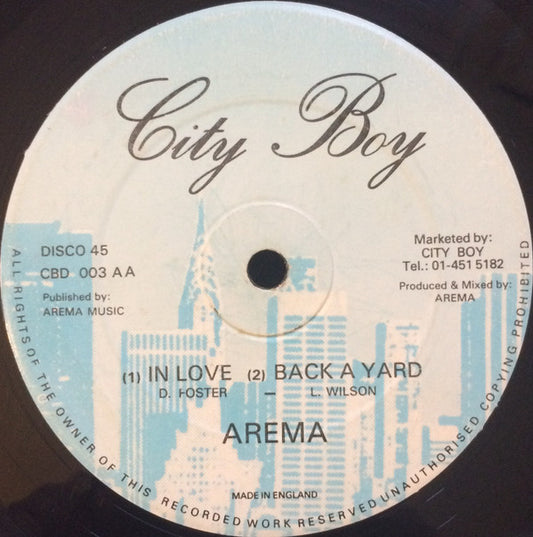 City Boy
DISCO 45
CBD 003 AA
Published by:
AREMA MUSIC
Marketed by:
CITY BOY
Tel.: 01-451 5182
Produced & Mixed by:
AREMA
(1) IN LOVE (2) BACK A YARD
D. FOSTER – L. WILSON
AREMA
MADE IN ENGLAND
ALL RIGHTS OF THE OWNER OF THIS RECORDED WORK RESERVED UNAUTHORISED COPYING PROHIBITED